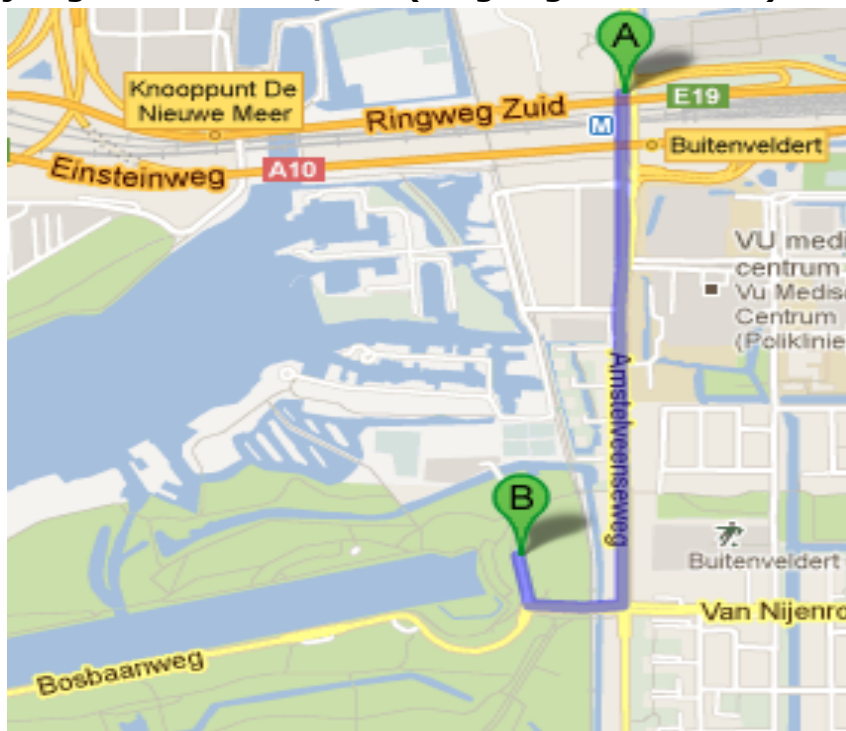 A
Knooppunt De
Nieuwe Meer
Ringweg Zuid
E19
M
Buitenveldert
Einsteinweg
A10
VU medi
centrum
Vu Medisc
Centrum
(Poliklinie
Amstelveenseweg
B
Buitenveldert
Van Nijenro
Bosbaanweg